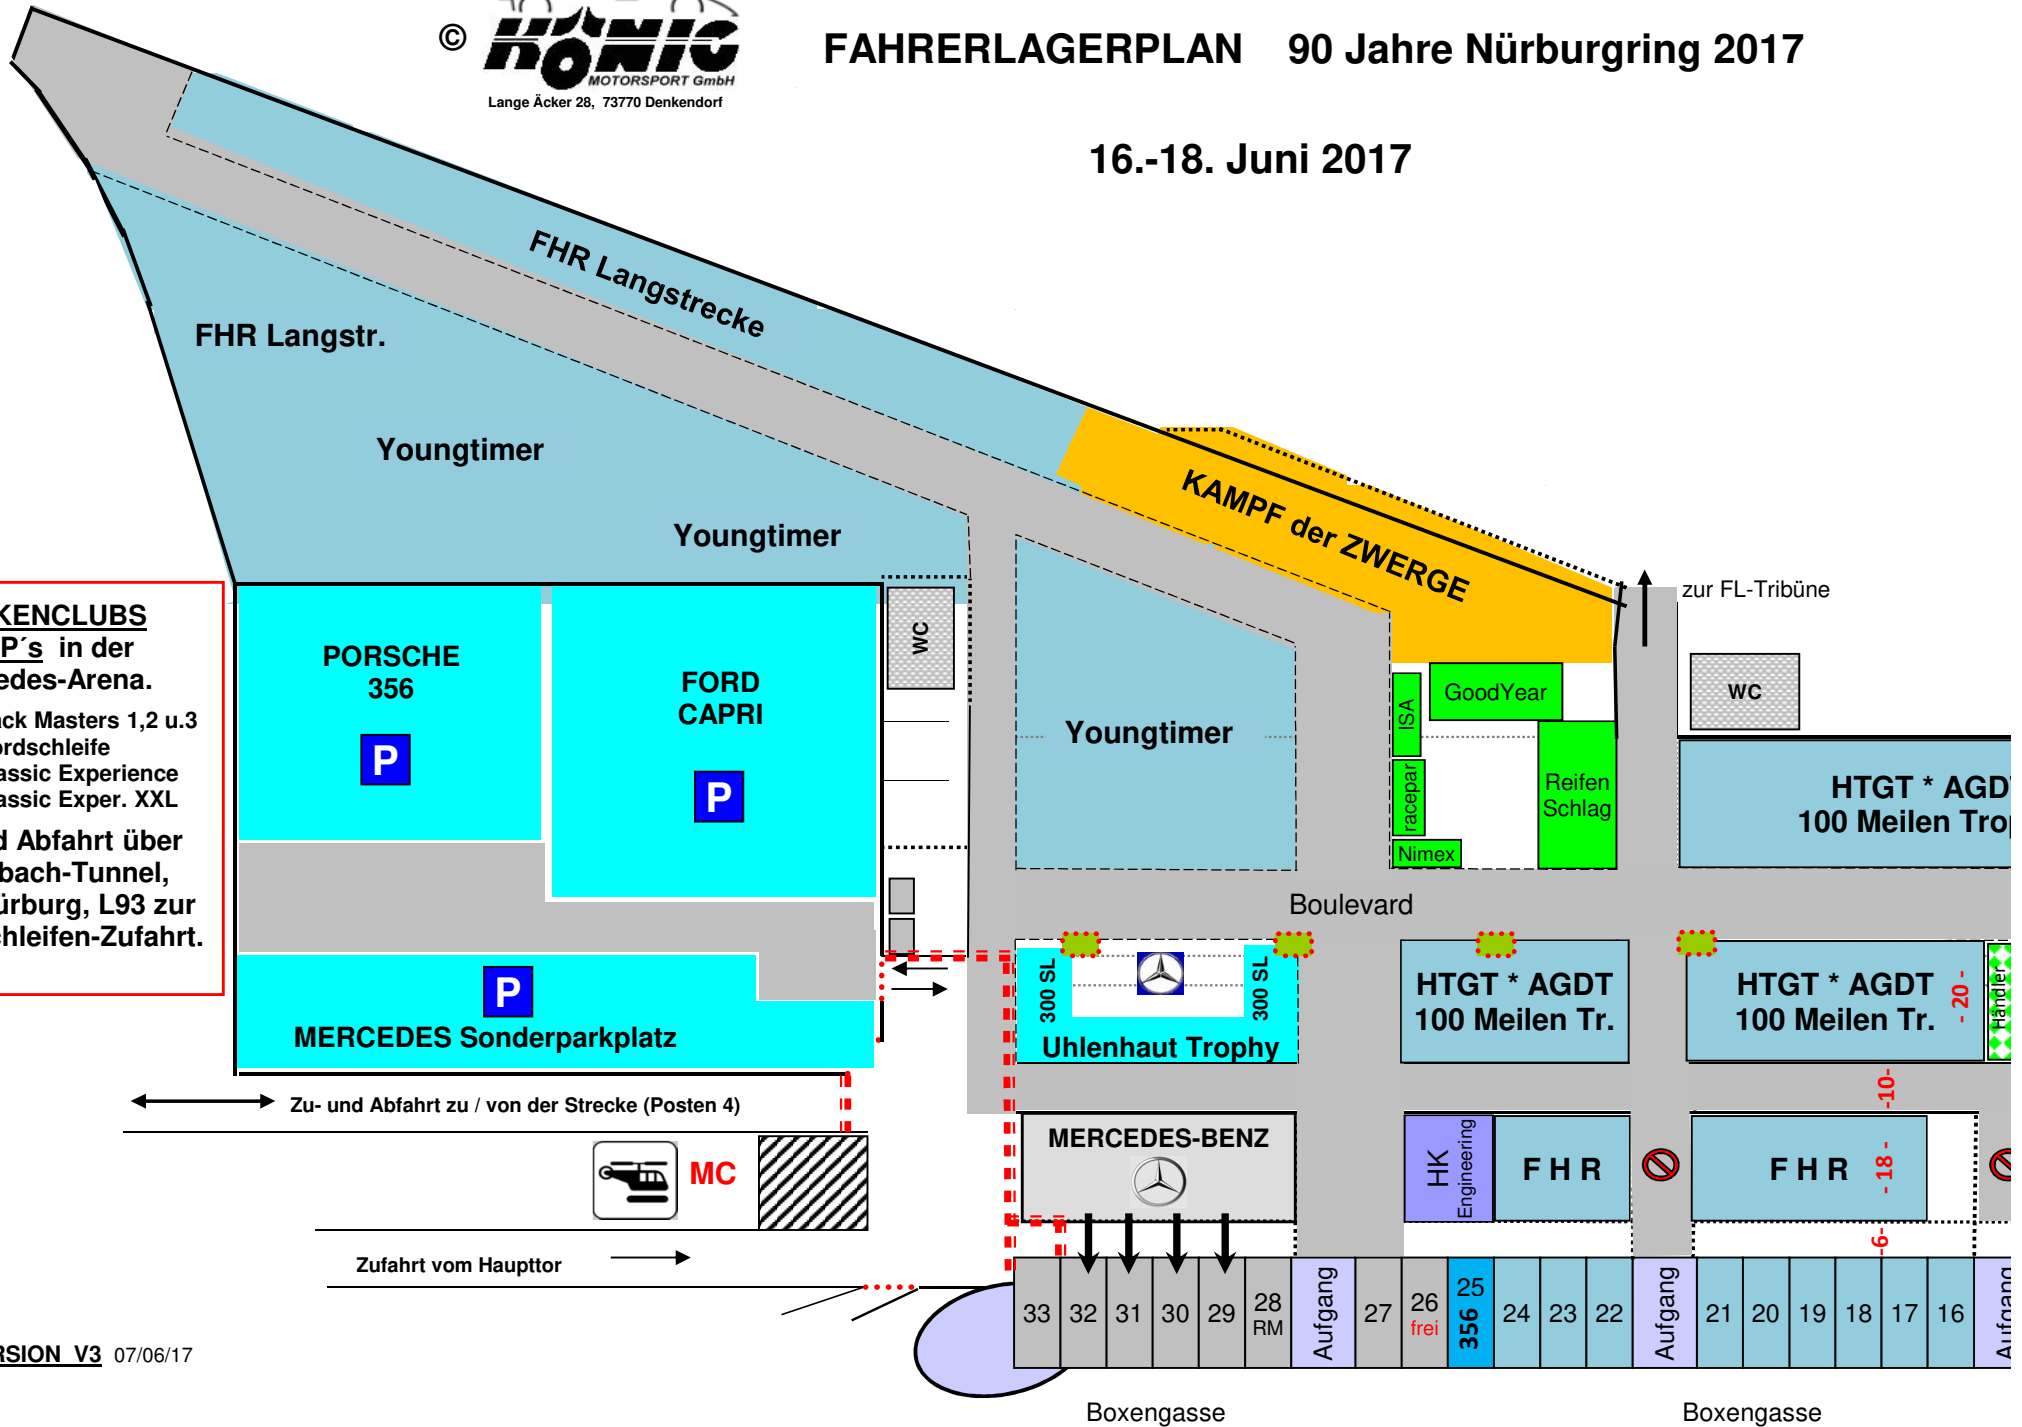 ©
KÖNIG
MOTORSPORT GmbH
Lange Äcker 28, 73770 Denkendorf
FAHRERLAGERPLAN 90 Jahre Nürburgring 2017
16.-18. Juni 2017
FHR Langstrecke
FHR Langstr.
Youngtimer
Youngtimer
KAMPF der ZWERGE
zur FL-Tribüne
KENCLUBS
P´s in der
edes-Arena.
ack Masters 1,2 u.3
ordschleife
assic Experience
assic Exper. XXL
d Abfahrt über
bach-Tunnel,
ürburg, L93 zur
chleifen-Zufahrt.
PORSCHE
356
P
FORD
CAPRI
P
WC
Youngtimer
ISA
GoodYear
racepar
Reifen
Schlag
Nimex
WC
HTGT * AGDT
100 Meilen Trop
Boulevard
P
MERCEDES Sonderparkplatz
300 SL
300 SL
Uhlenhaut Trophy
HTGT * AGDT
100 Meilen Tr.
HTGT * AGDT
100 Meilen Tr.
- 20 -
Händler
Zu- und Abfahrt zu / von der Strecke (Posten 4)
-10-
MC
MERCEDES-BENZ
HK
Engineering
F H R
F H R
- 18 -
-6-
Zufahrt vom Haupttor
33
32
31
30
29
28
RM
Aufgang
27
26
frei
25
356
24
23
22
Aufgang
21
20
19
18
17
16
Aufgang
RSION V3 07/06/17
Boxengasse
Boxengasse